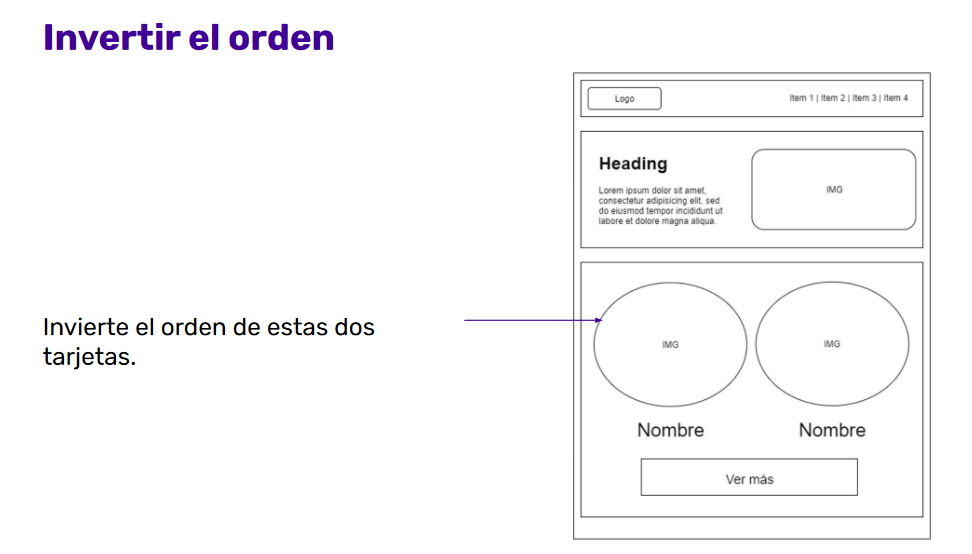 Invertir el orden
Logo
Item 1 | Item 2 | Item 3 | Item 4
Heading
Lorem ipsum dolor sit amet,
consectetur adipisicing elit, sed
do eiusmod tempor incididunt ut
labore et dolore magna aliqua.
IMG
Invierte el orden de estas dos
tarjetas.
IMG
IMG
Nombre
Nombre
Ver más